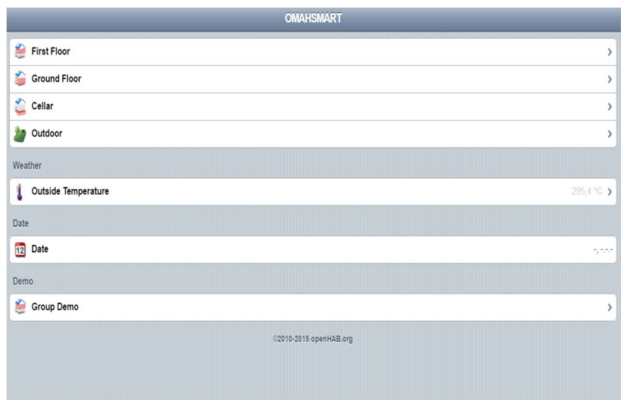 OMAHSMART
First Floor
Ground Floor
Cellar
Outdoor
Weather
Outside Temperature 295,4 °C
Date
12 Date -, -.-.-
Demo
Group Demo
©2010-2015 openHAB.org